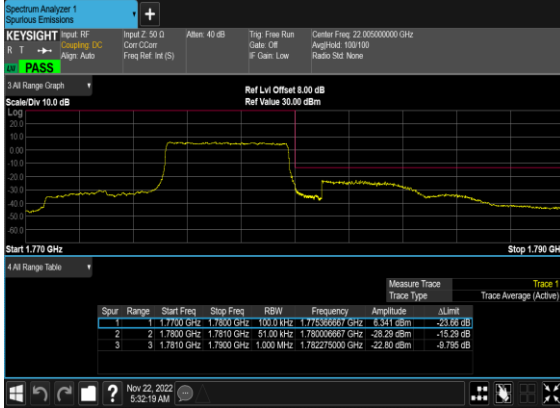 Spectrum Analyzer 1
Spurious Emissions
+
KEYSIGHT Input: RF Input Z: 50 Ω Atten: 40 dB Trig: Free Run Center Freq: 22.005000000 GHz
R T Coupling: DC Corr CCorr Gate: Off Avg|Hold: 100/100
Align: Auto Freq Ref: Int (S) IF Gain: Low Radio Std: None
LXI PASS
3 All Range Graph
Ref Lvl Offset 8.00 dB
Scale/Div 10.0 dB Ref Value 30.00 dBm
Log
20.0
10.0
0.00
-10.0
-20.0
-30.0
-40.0
-50.0
-60.0
Start 1.770 GHz Stop 1.790 GH
4 All Range Table
Measure Trace Trace 1
Trace Type Trace Average (Active)
Spur Range Start Freq Stop Freq RBW Frequency Amplitude ΔLimit
1 1 1.7700 GHz 1.7800 GHz 100.0 kHz 1.775366667 GHz 6.341 dBm -23.66 dB
2 2 1.7800 GHz 1.7810 GHz 51.00 kHz 1.780006667 GHz -28.29 dBm -15.29 dB
3 3 1.7810 GHz 1.7900 GHz 1.000 MHz 1.782275000 GHz -22.80 dBm -9.795 dB
? Nov 22, 2022
5:32:19 AM